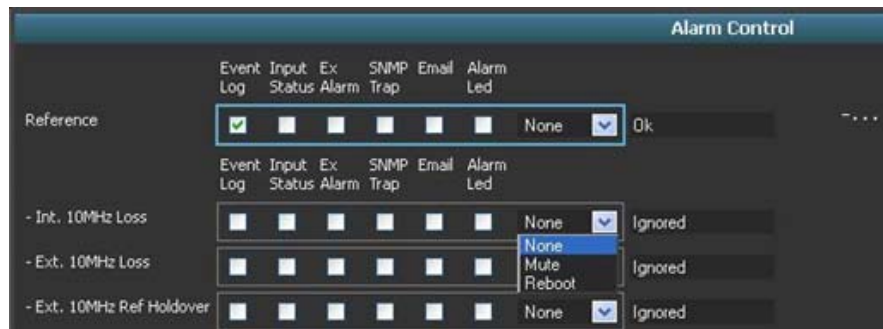 Alarm Control
Event Input Ex SNMP Email Alarm
Log Status Alarm Trap Led
Reference None Ok -...
Event Input Ex SNMP Email Alarm
Log Status Alarm Trap Led
- Int. 10MHz Loss None Ignored
None
- Ext. 10MHz Loss Mute Ignored
Reboot
- Ext. 10MHz Ref Holdover None Ignored